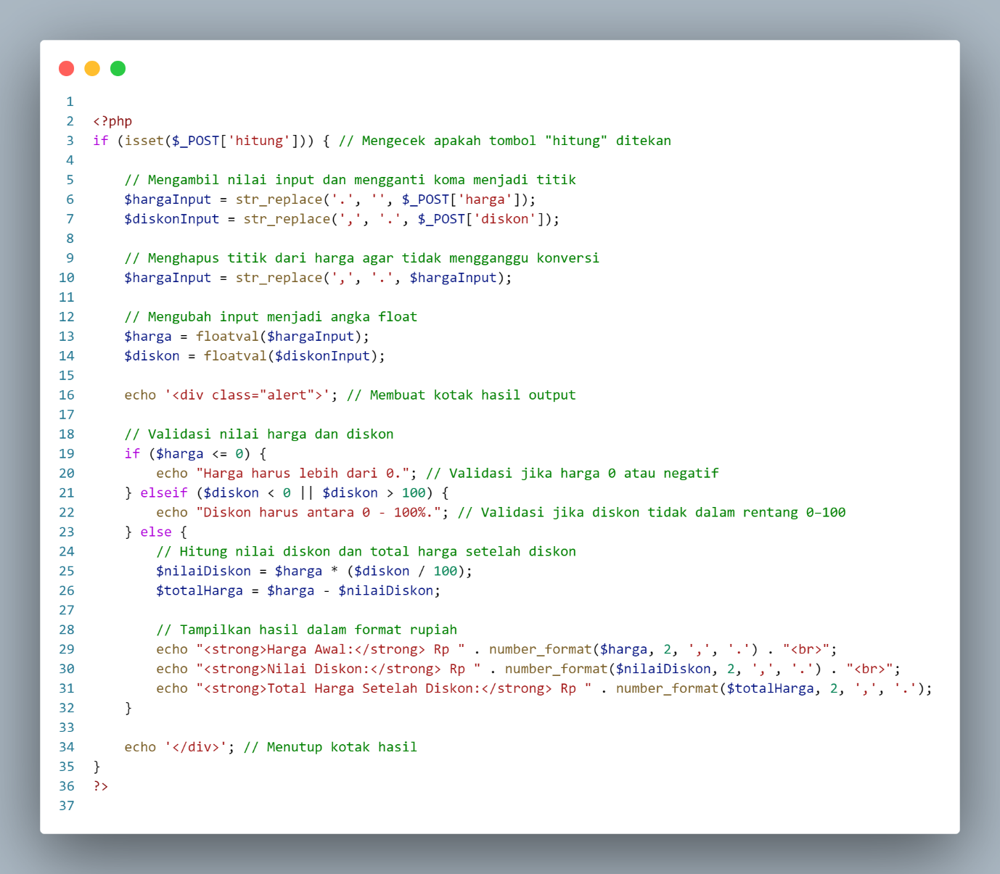 1
2 <?php
3 if (isset($_POST['hitung'])) { // Mengecek apakah tombol "hitung" ditekan
4
5     // Mengambil nilai input dan mengganti koma menjadi titik
6     $hargaInput = str_replace('.', '', $_POST['harga']);
7     $diskonInput = str_replace(',', '.', $_POST['diskon']);
8
9     // Menghapus titik dari harga agar tidak mengganggu konversi
10     $hargaInput = str_replace(',', '.', $hargaInput);
11
12     // Mengubah input menjadi angka float
13     $harga = floatval($hargaInput);
14     $diskon = floatval($diskonInput);
15
16     echo '<div class="alert">'; // Membuat kotak hasil output
17
18     // Validasi nilai harga dan diskon
19     if ($harga <= 0) {
20         echo "Harga harus lebih dari 0."; // Validasi jika harga 0 atau negatif
21     } elseif ($diskon < 0 || $diskon > 100) {
22         echo "Diskon harus antara 0 - 100%."; // Validasi jika diskon tidak dalam rentang 0–100
23     } else {
24         // Hitung nilai diskon dan total harga setelah diskon
25         $nilaiDiskon = $harga * ($diskon / 100);
26         $totalHarga = $harga - $nilaiDiskon;
27
28         // Tampilkan hasil dalam format rupiah
29         echo "<strong>Harga Awal:</strong> Rp " . number_format($harga, 2, ',', '.') . "<br>";
30         echo "<strong>Nilai Diskon:</strong> Rp " . number_format($nilaiDiskon, 2, ',', '.') . "<br>";
31         echo "<strong>Total Harga Setelah Diskon:</strong> Rp " . number_format($totalHarga, 2, ',', '.');
32     }
33
34     echo '</div>'; // Menutup kotak hasil
35 }
36 ?>
37